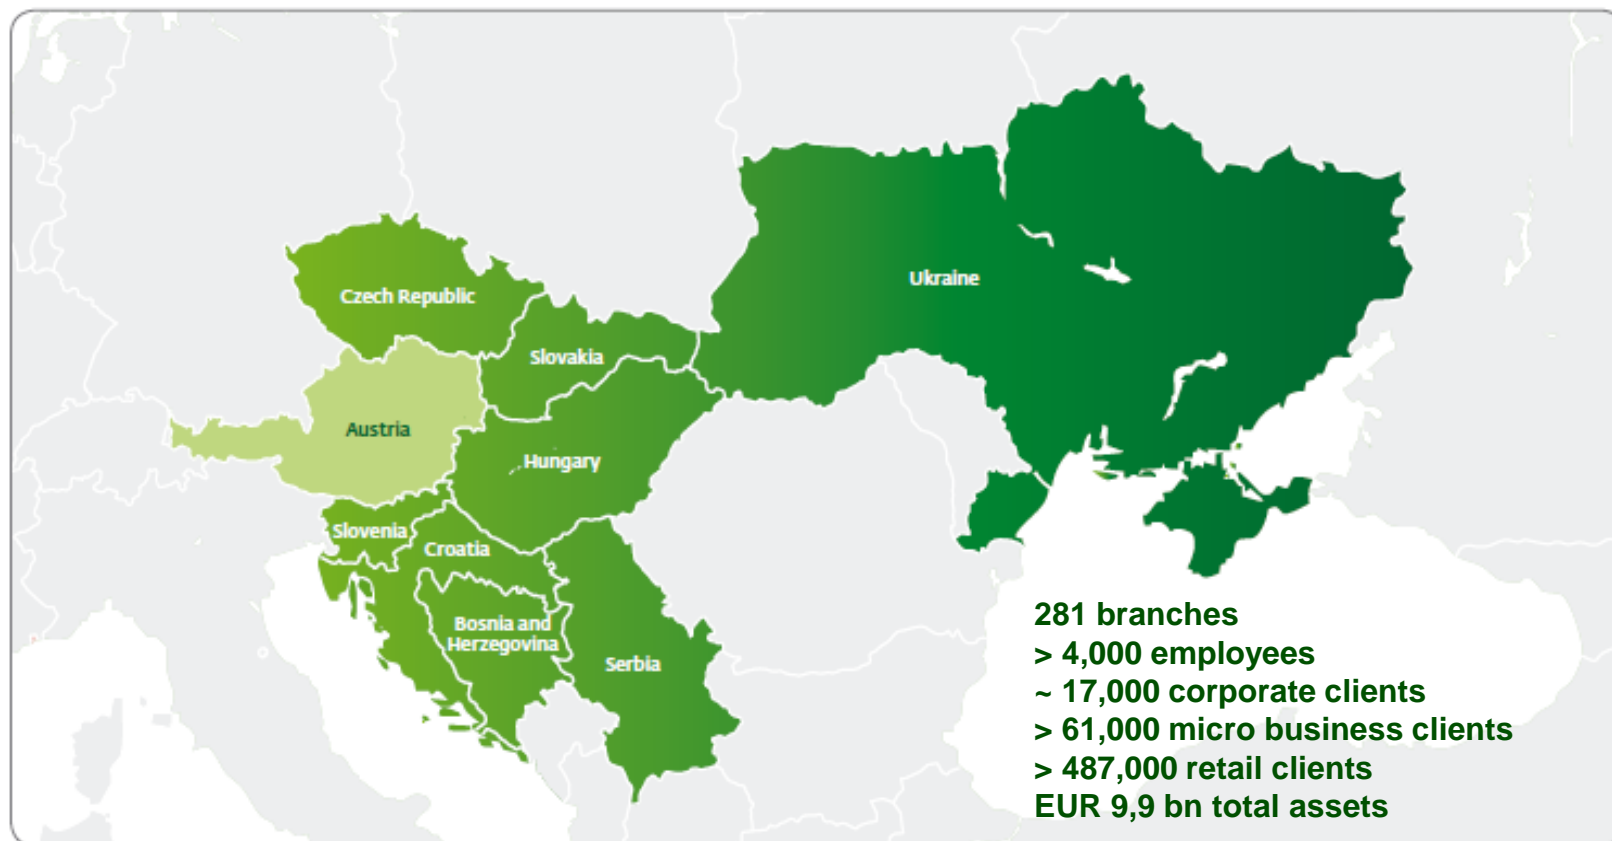 Ukraine
Czech Republic
Slovakia
Austria
Hungary
Slovenia
Croatia
Bosnia and
Herzegovina
Serbia
281 branches
> 4,000 employees
~ 17,000 corporate clients
> 61,000 micro business clients
> 487,000 retail clients
EUR 9,9 bn total assets